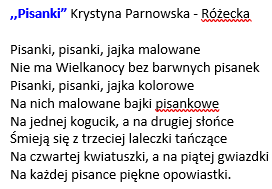 ,,Pisanki” Krystyna Parnowska - Różecka
Pisanki, pisanki, jajka malowane
Nie ma Wielkanocy bez barwnych pisanek
Pisanki, pisanki, jajka kolorowe
Na nich malowane bajki pisankowe
Na jednej kogucik, a na drugiej słońce
Śmieją się z trzeciej laleczki tańczące
Na czwartej kwiatuszki, a na piątej gwiazdki
Na każdej pisance piękne opowiastki.